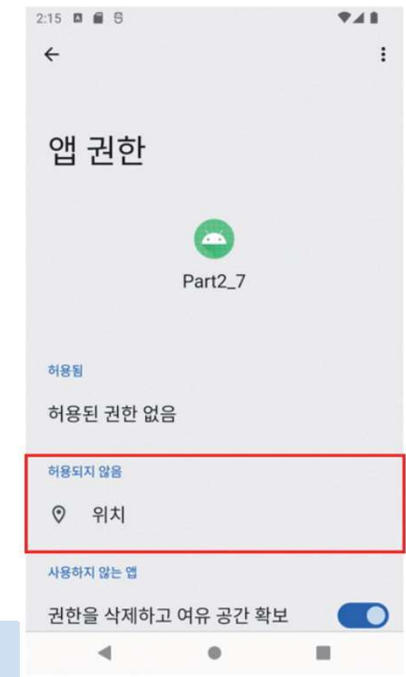 2:15
앱 권한
Part2_7
허용됨
허용된 권한 없음
허용되지 않음
위치
사용하지 않는 앱
권한을 삭제하고 여유 공간 확보